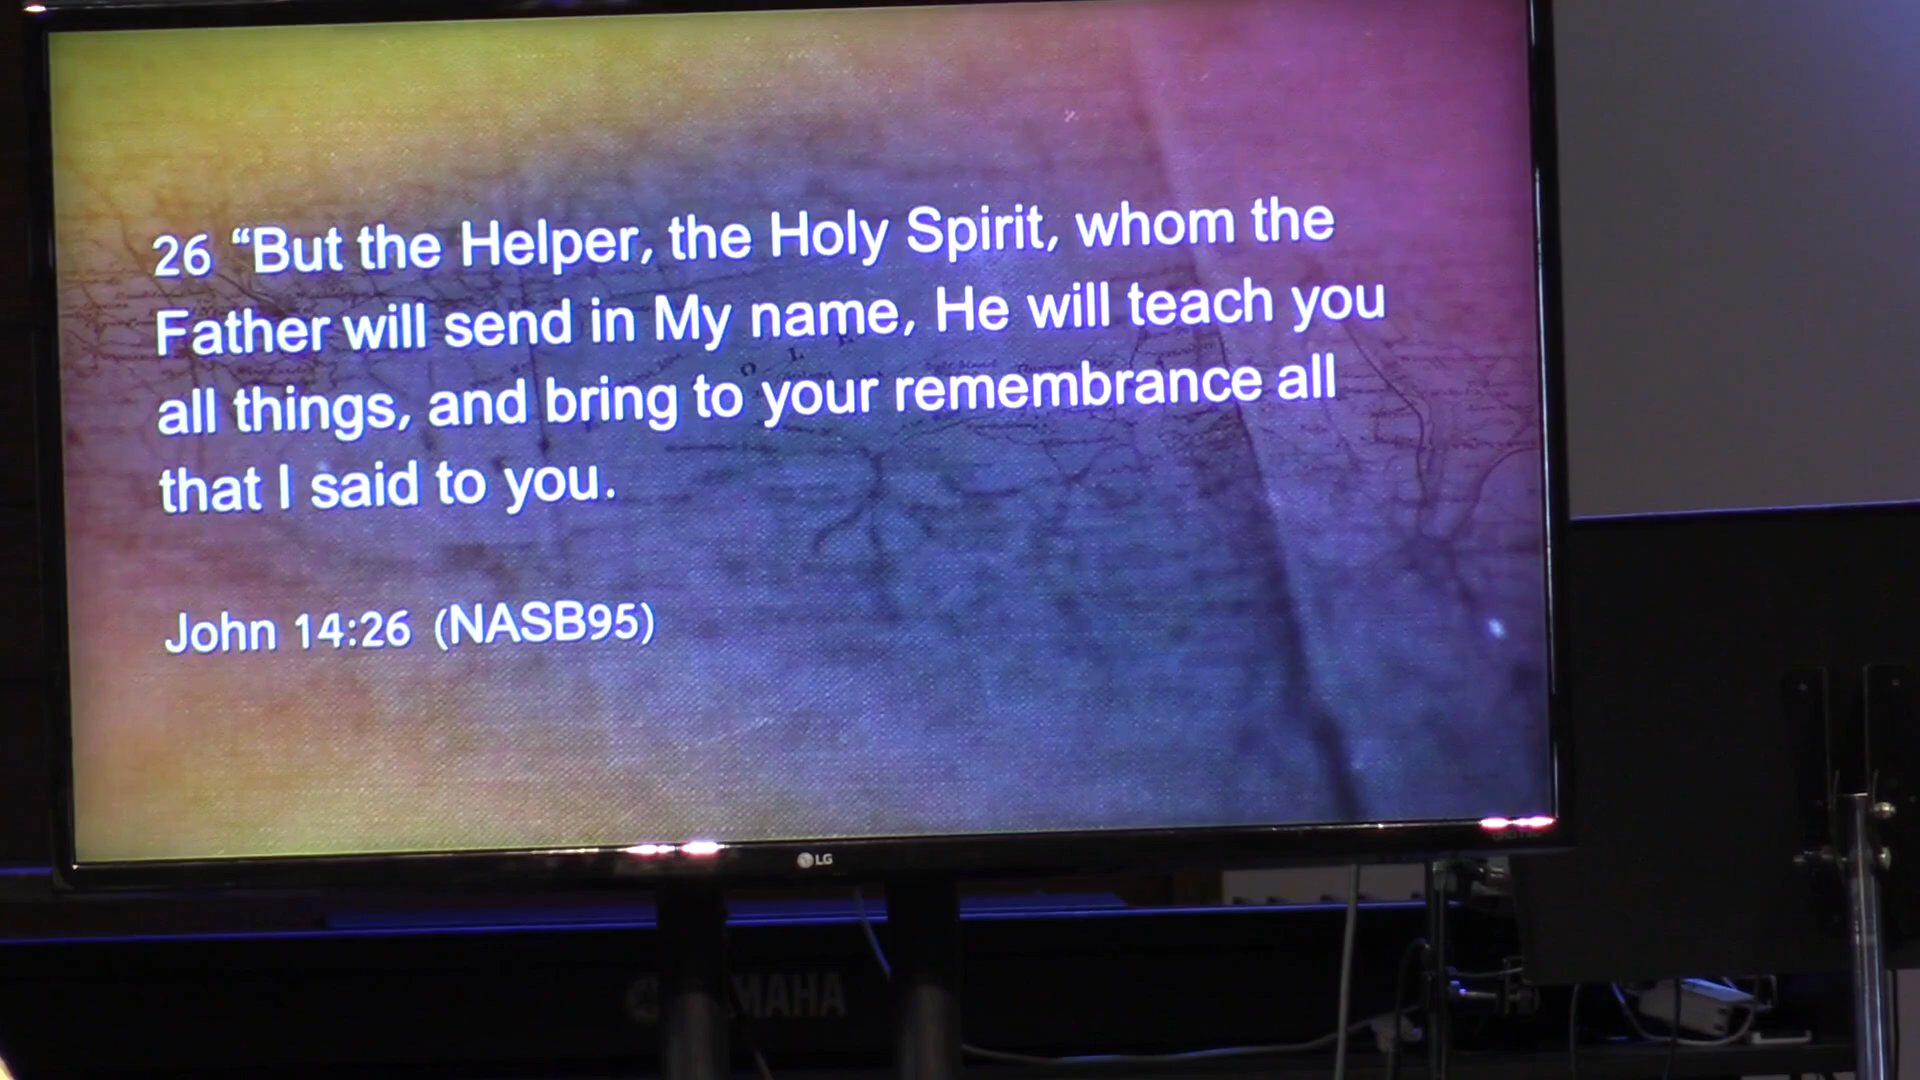 26 “But the Helper, the Holy Spirit, whom the
Father will send in My name, He will teach you
all things, and bring to your remembrance all
that I said to you.
John 14:26 (NASB95)
LG